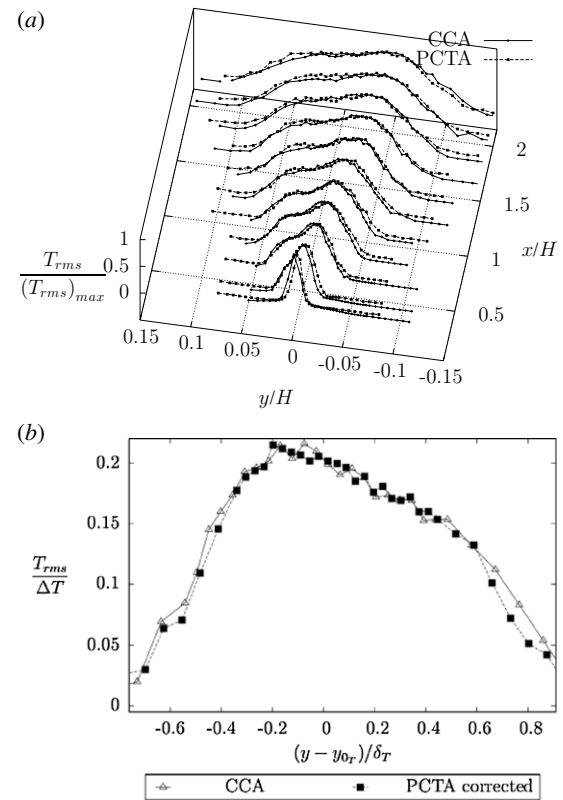 (a)
CCA
PCTA
2
1.5
x/H
1
0.5
1
0.5
0
T_rms
(T_rms)_max
0.15
0.1
0.05
0
-0.05
-0.1
-0.15
y/H
(b)
0.2
0.15
0.1
0.05
0
T_rms
ΔT
-0.6
-0.4
-0.2
0
0.2
0.4
0.6
0.8
(y − y_0_T)/δ_T
CCA
PCTA corrected